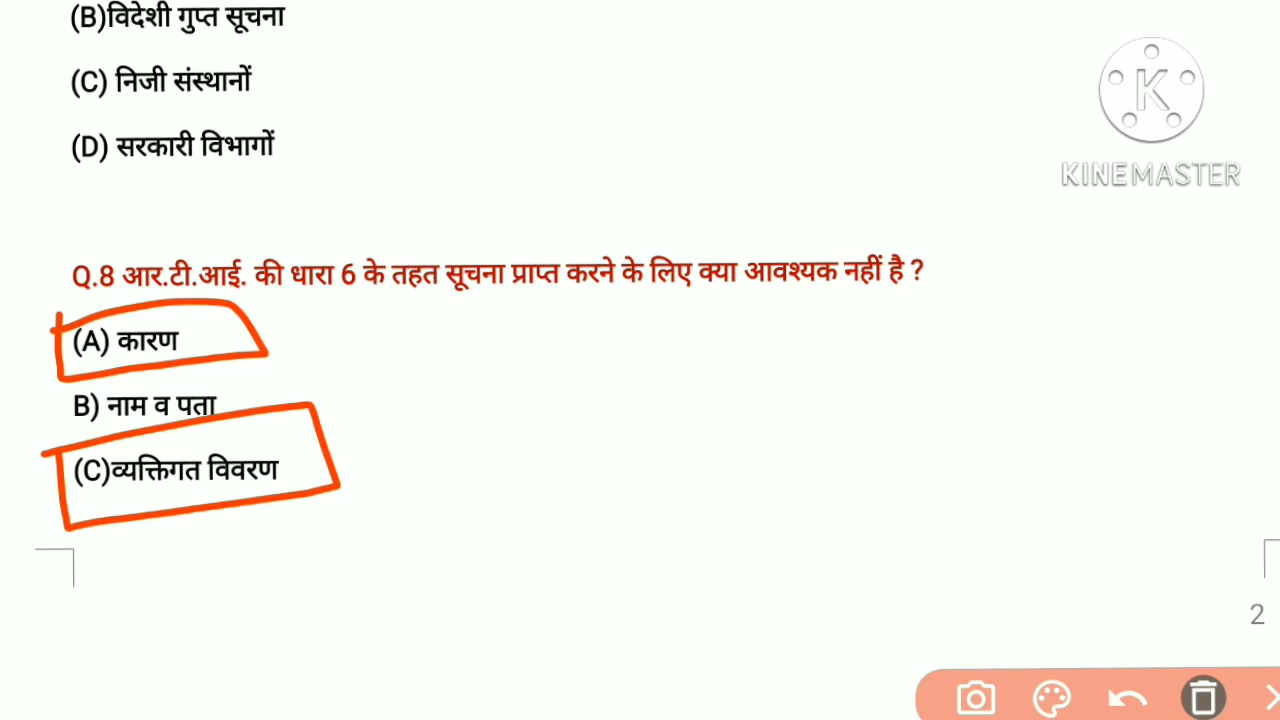 (B)विदेशी गुप्त सूचना
(C) निजी संस्थानों
(D) सरकारी विभागों
K
KINEMASTER
Q.8 आर.टी.आई. की धारा 6 के तहत सूचना प्राप्त करने के लिए क्या आवश्यक नहीं है ?
(A) कारण
B) नाम व पता
(C)व्यक्तिगत विवरण
2